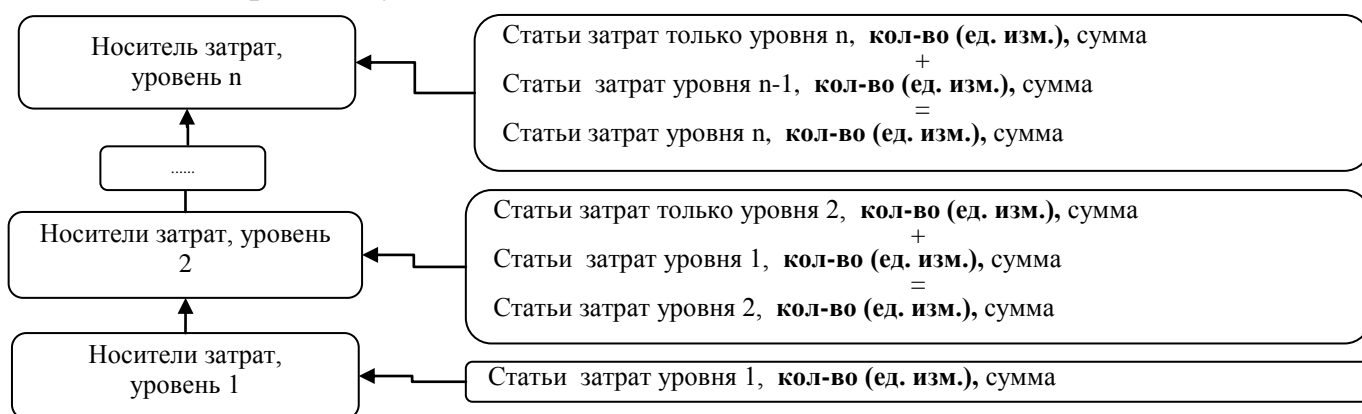 Носитель затрат,
уровень n
Статьи затрат только уровня n, кол-во (ед. изм.), сумма
+
Статьи затрат уровня n-1, кол-во (ед. изм.), сумма
=
Статьи затрат уровня n, кол-во (ед. изм.), сумма
......
Носители затрат, уровень
2
Статьи затрат только уровня 2, кол-во (ед. изм.), сумма
+
Статьи затрат уровня 1, кол-во (ед. изм.), сумма
=
Статьи затрат уровня 2, кол-во (ед. изм.), сумма
Носители затрат,
уровень 1
Статьи затрат уровня 1, кол-во (ед. изм.), сумма